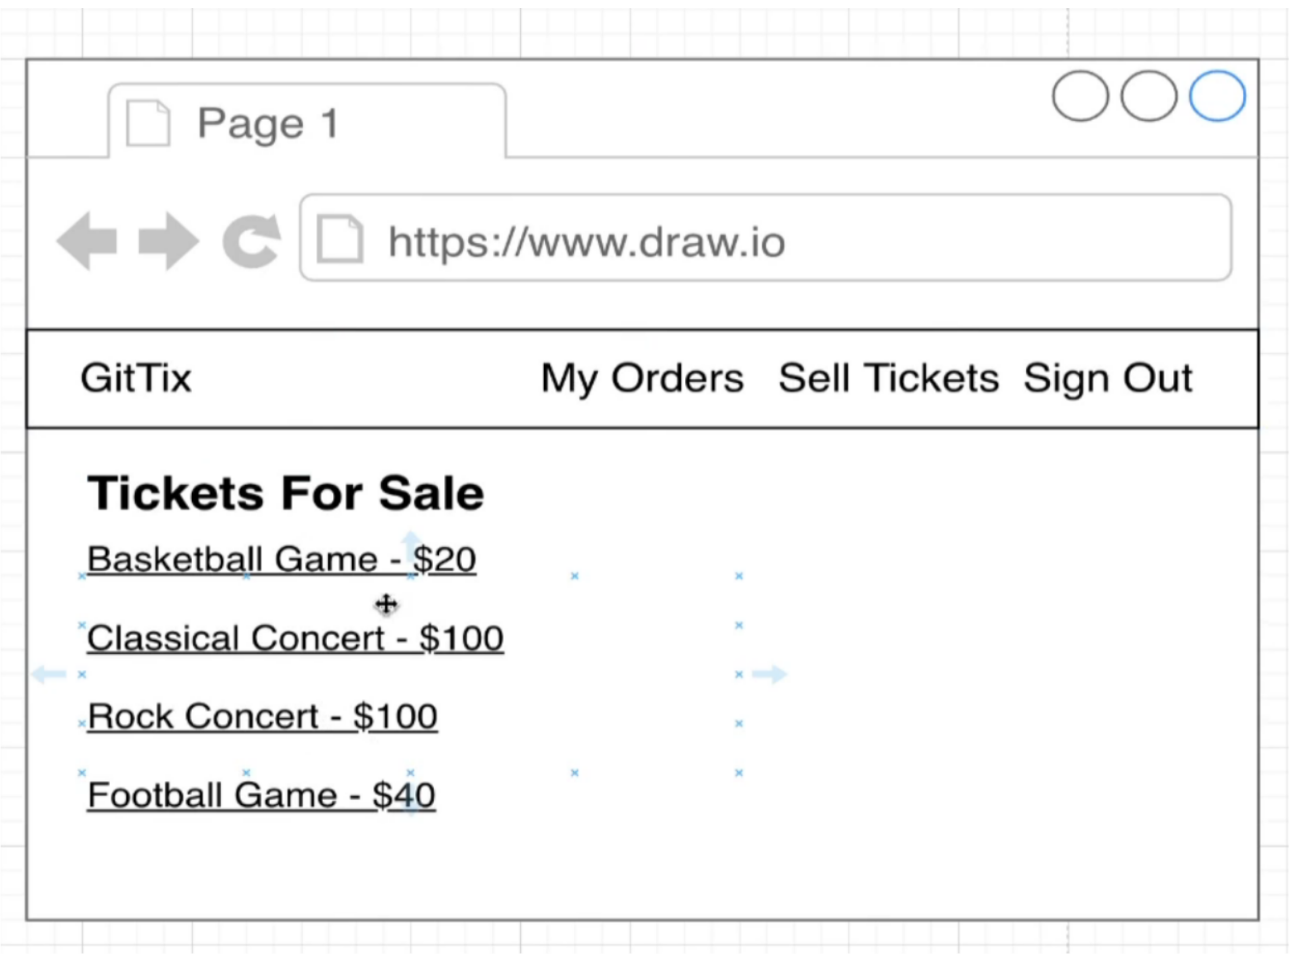 Page 1
https://www.draw.io
GitTix My Orders Sell Tickets Sign Out
Tickets For Sale
Basketball Game - $20
Classical Concert - $100
Rock Concert - $100
Football Game - $40